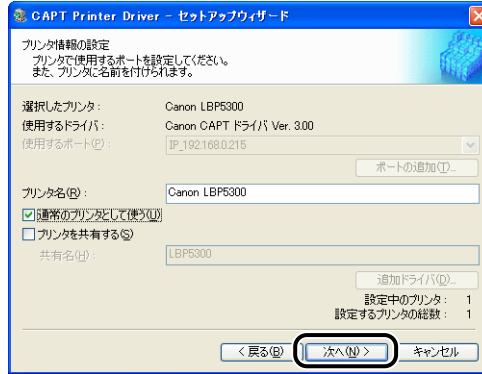 CAPT Printer Driver - セットアップウィザード
プリンタ情報の設定
プリンタで使用するポートを設定してください。
また、プリンタに名前を付けられます。
選択したプリンタ: Canon LBP5300
使用するドライバ: Canon CAPT ドライバ Ver. 3.00
使用するポート(P): IP_192.168.0.215
ポートの追加(T)...
プリンタ名(R): Canon LBP5300
通常のプリンタとして使う(U)
プリンタを共有する(S)
共有名(H): LBP5300
追加ドライバ(D)...
設定中のプリンタ: 1
設定するプリンタの総数: 1
< 戻る(B) 次へ(N) > キャンセル